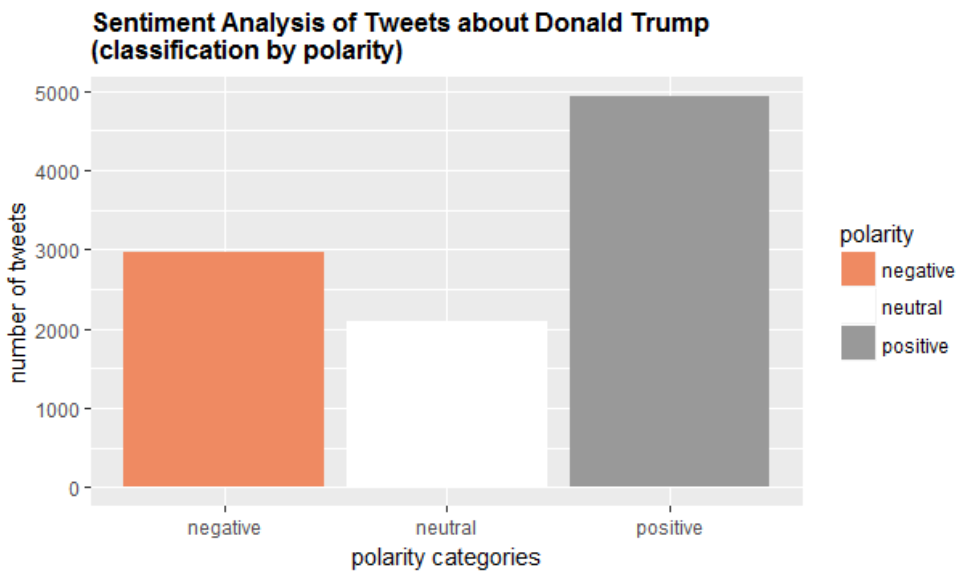 Sentiment Analysis of Tweets about Donald Trump
(classification by polarity)
5000
4000
3000
2000
1000
0
number of tweets
negative
neutral
positive
polarity categories
polarity
negative
neutral
positive